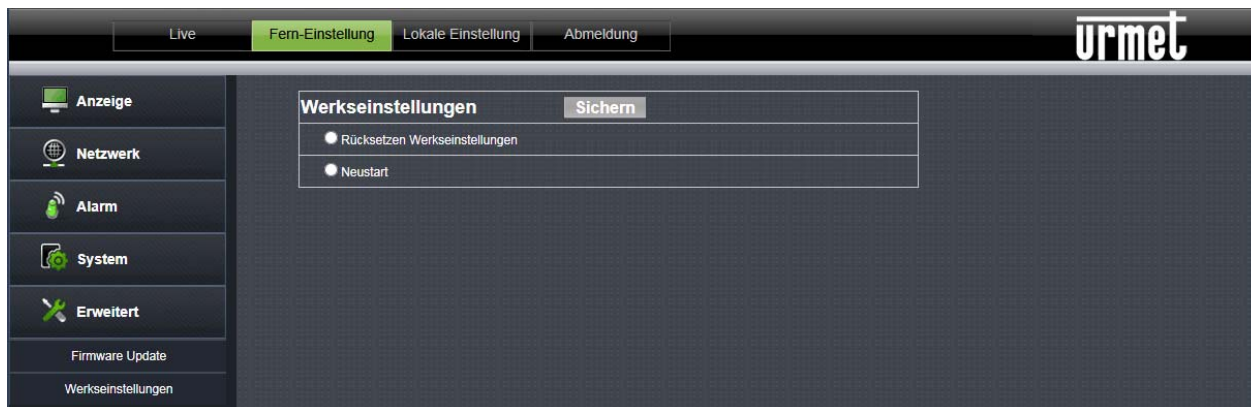 Live Fern-Einstellung Lokale Einstellung Abmeldung
urmet
Anzeige
Netzwerk
Alarm
System
Erweitert
Firmware Update
Werkseinstellungen
Werkseinstellungen Sichern
Rücksetzen Werkseinstellungen
Neustart